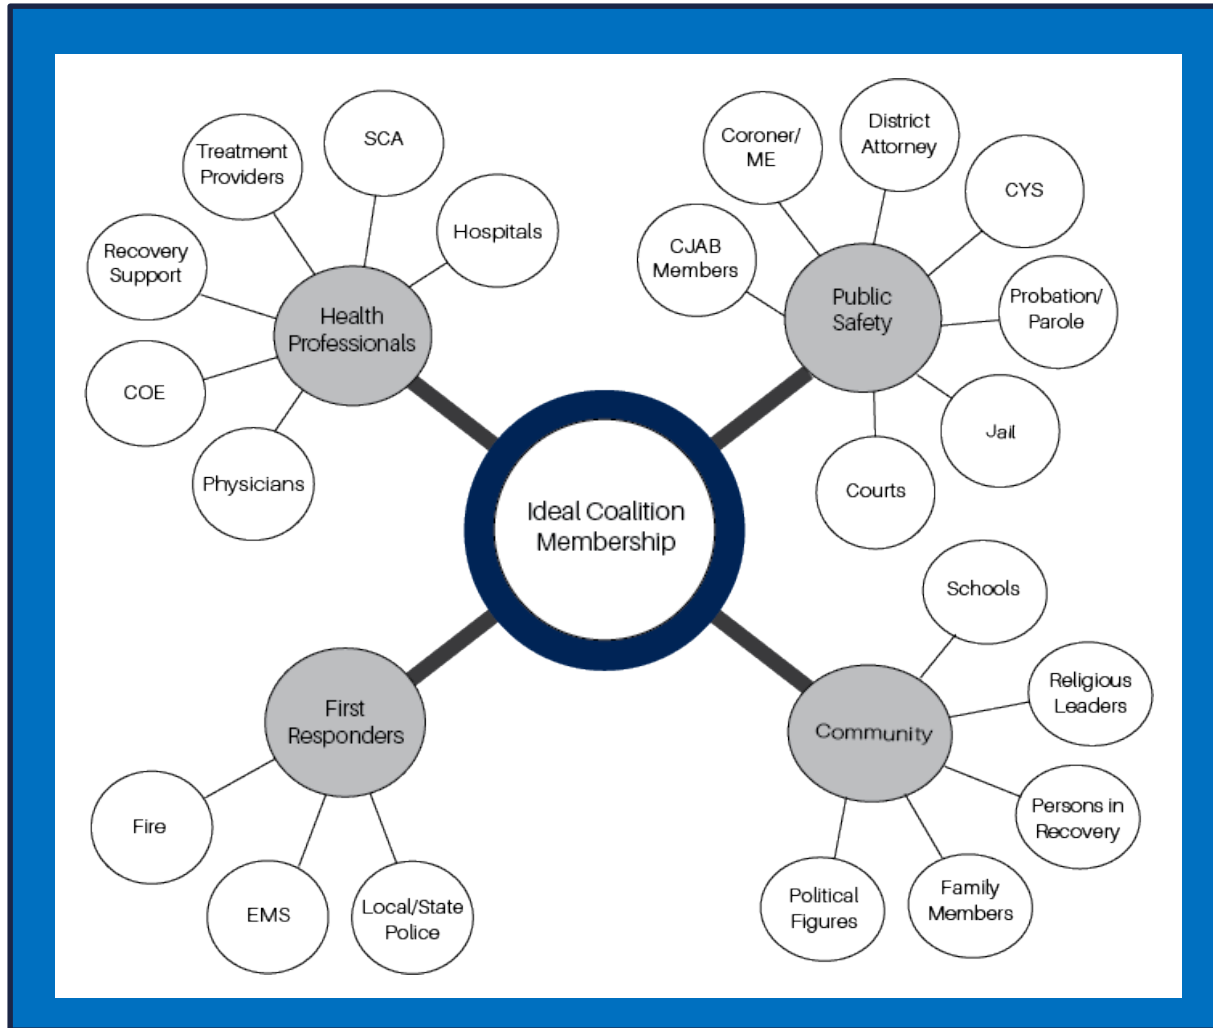 SCA
Treatment
Providers
Hospitals
Recovery
Support
Health
Professionals
COE
Physicians
Coroner/
ME
District
Attorney
CYS
CJAB
Members
Public
Safety
Probation/
Parole
Jail
Courts
Ideal Coalition
Membership
First
Responders
Fire
EMS
Local/State
Police
Schools
Religious
Leaders
Community
Persons in
Recovery
Family
Members
Political
Figures